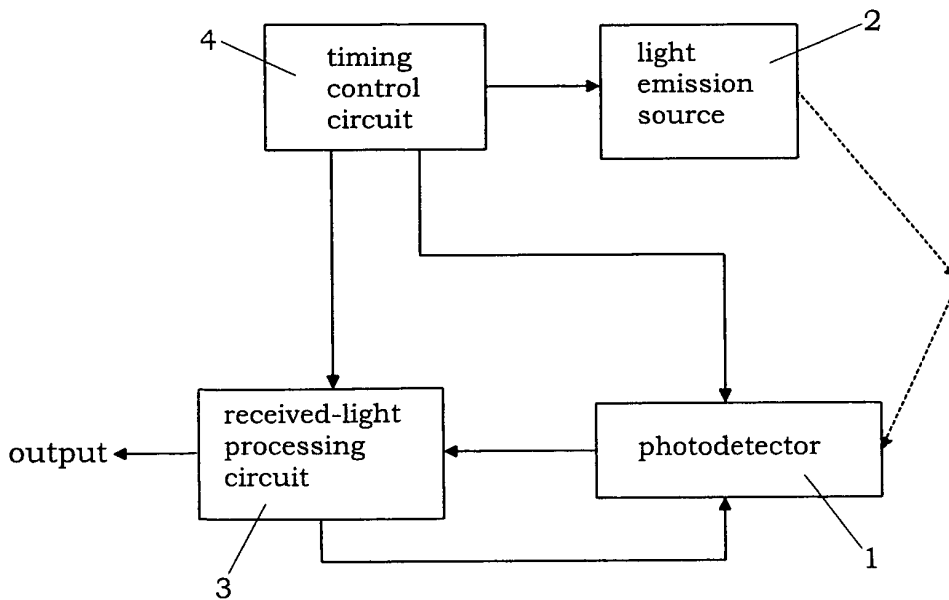 4
timing
control
circuit
light
emission
source
2
output
received-light
processing
circuit
photodetector
3
1